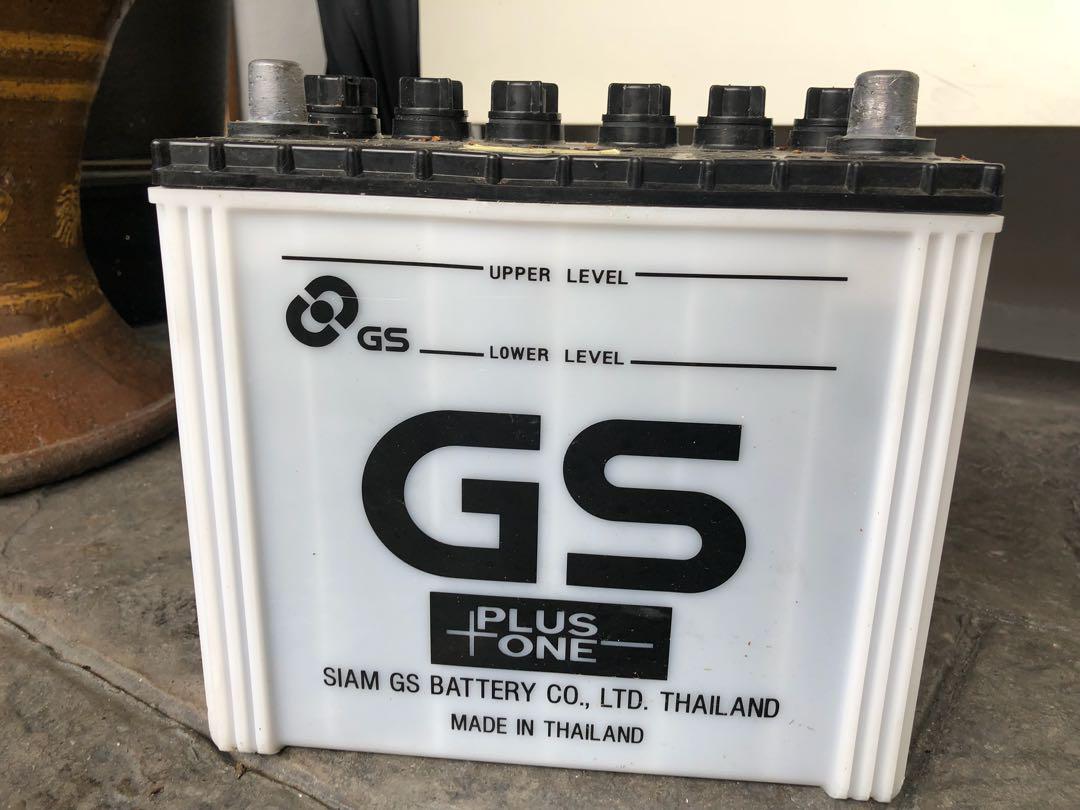 UPPER LEVEL
GS
LOWER LEVEL
GS
PLUS
ONE
SIAM GS BATTERY CO., LTD. THAILAND
MADE IN THAILAND